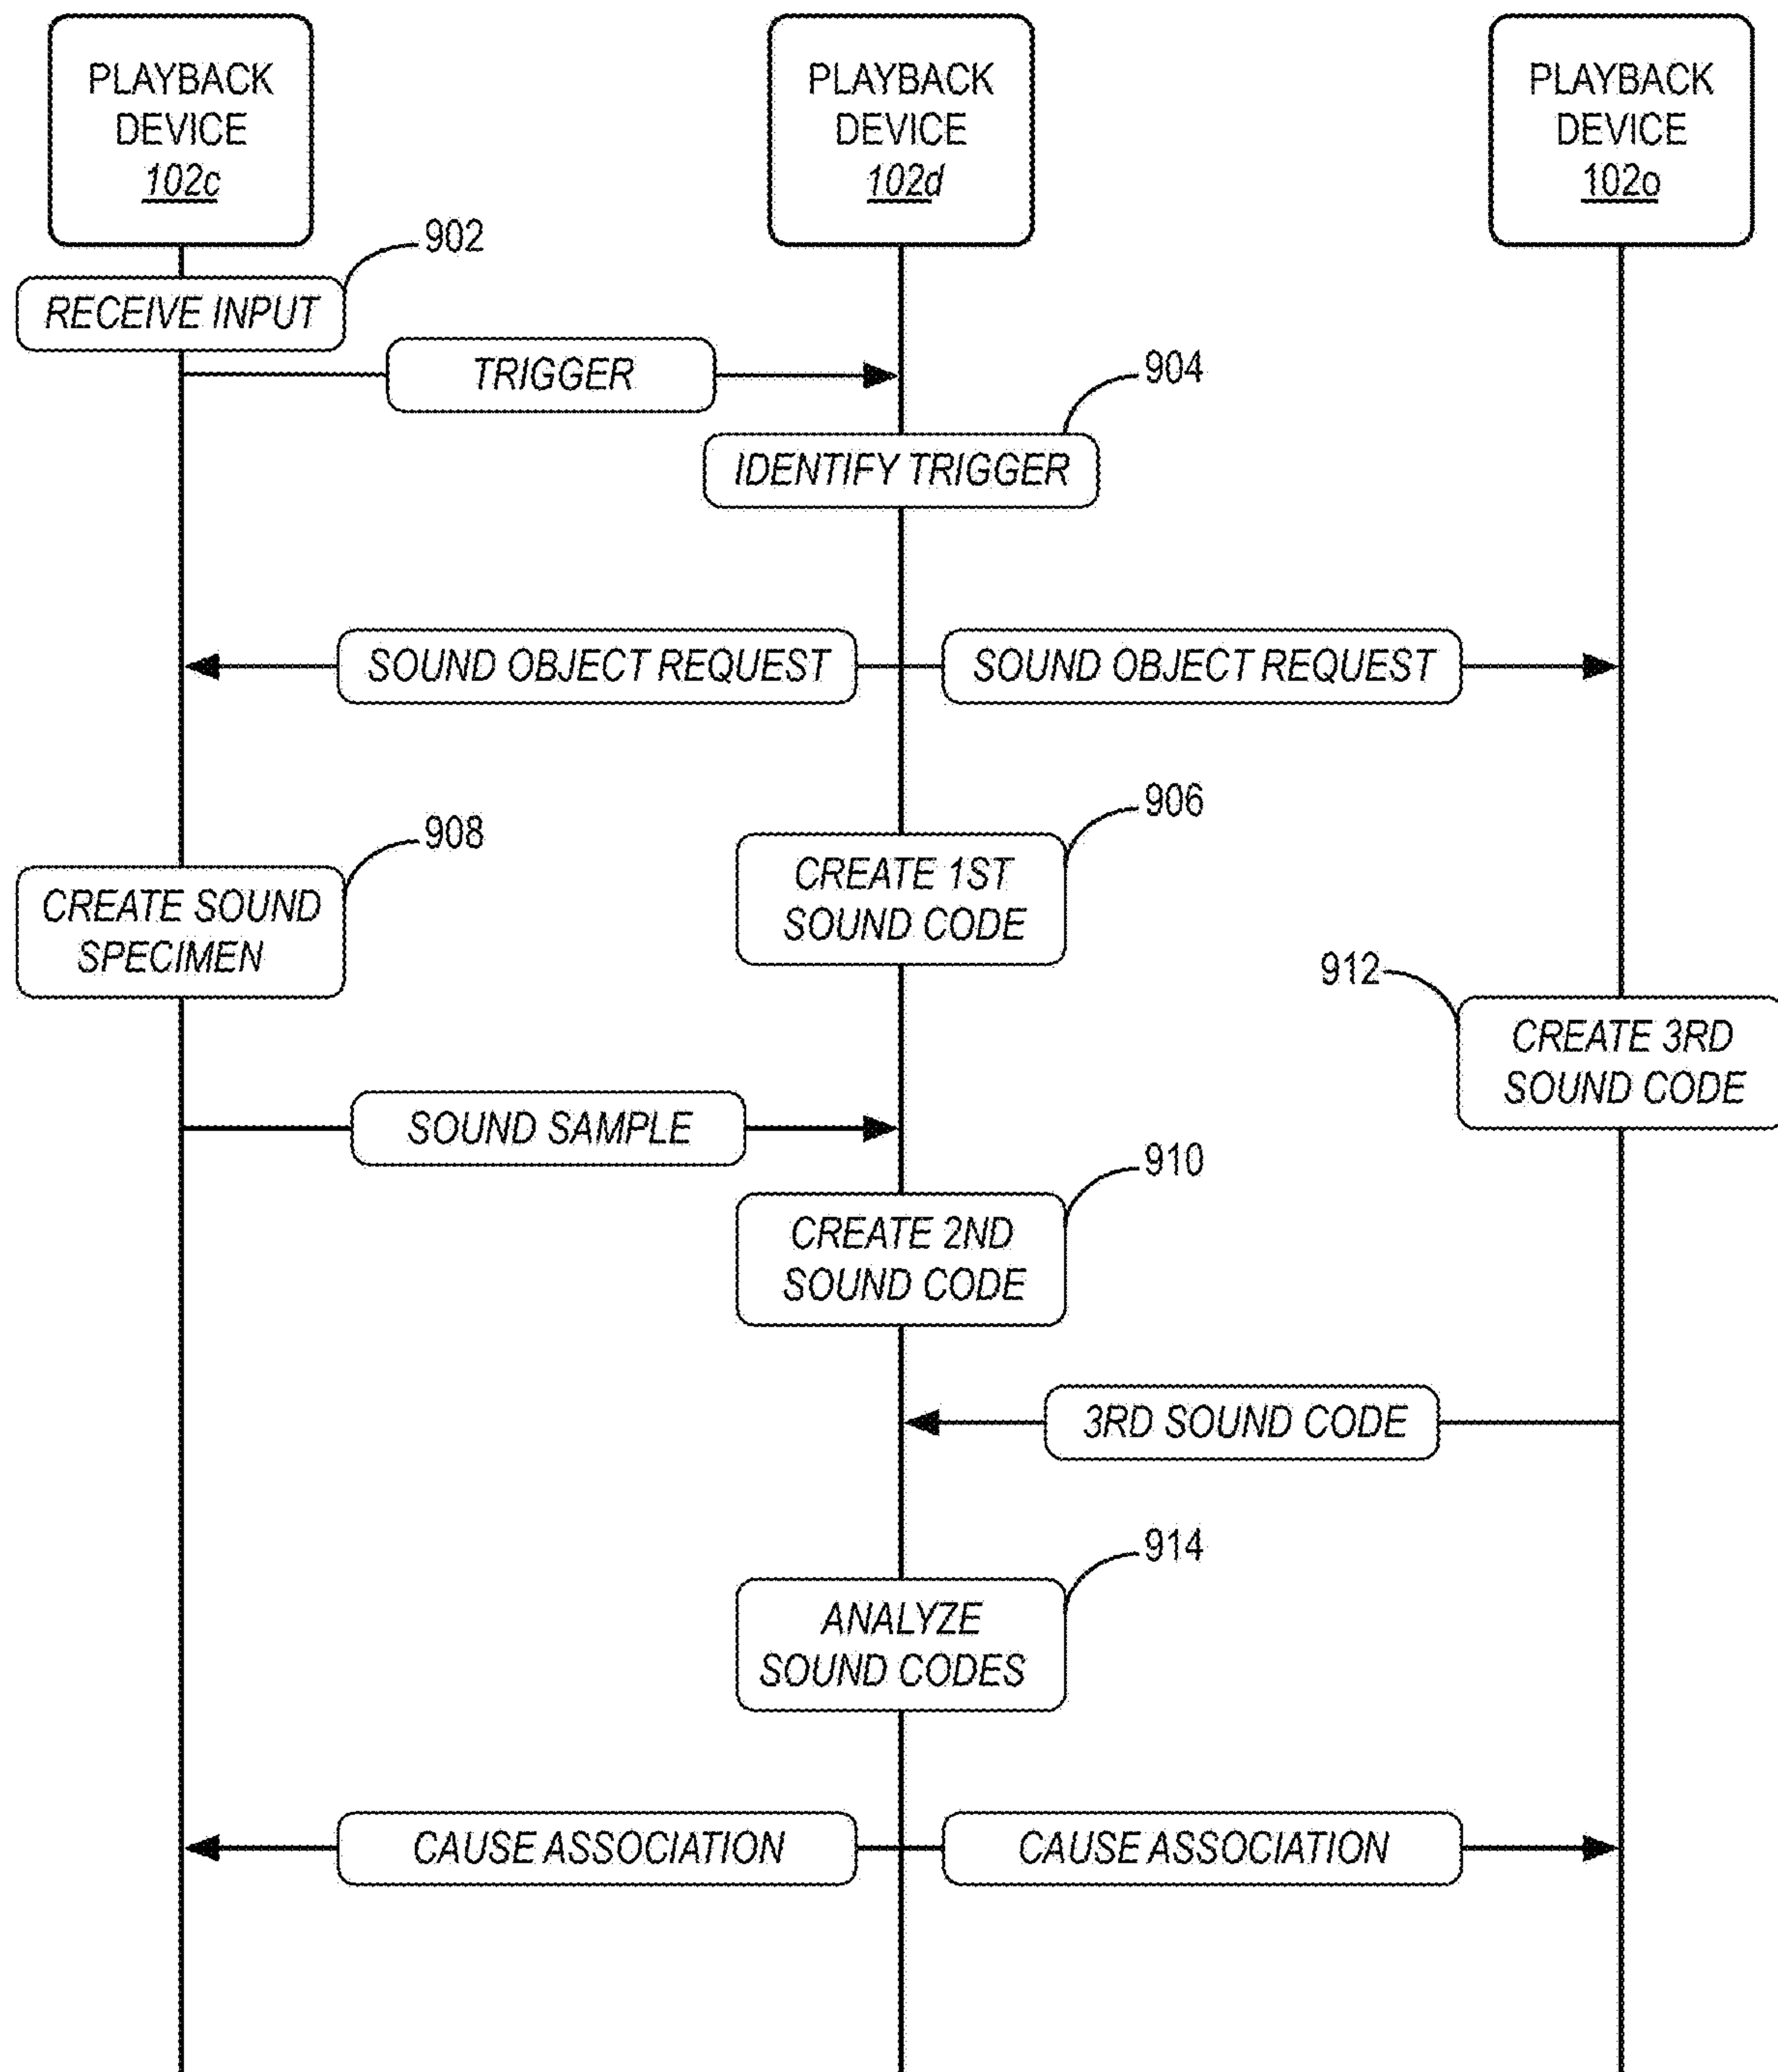 PLAYBACK
DEVICE
102c
PLAYBACK
DEVICE
102d
PLAYBACK
DEVICE
102o
902
RECEIVE INPUT
TRIGGER
904
IDENTIFY TRIGGER
SOUND OBJECT REQUEST
SOUND OBJECT REQUEST
906
908
CREATE 1ST
SOUND CODE
CREATE SOUND
SPECIMEN
912
CREATE 3RD
SOUND CODE
SOUND SAMPLE
910
CREATE 2ND
SOUND CODE
3RD SOUND CODE
914
ANALYZE
SOUND CODES
CAUSE ASSOCIATION
CAUSE ASSOCIATION